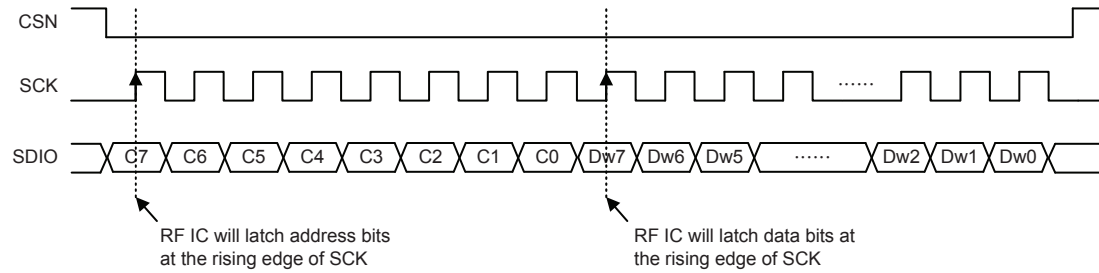 CSN
SCK ......
SDIO C7 C6 C5 C4 C3 C2 C1 C0 Dw7 Dw6 Dw5 ...... Dw2 Dw1 Dw0
RF IC will latch address bits
at the rising edge of SCK
RF IC will latch data bits at
the rising edge of SCK